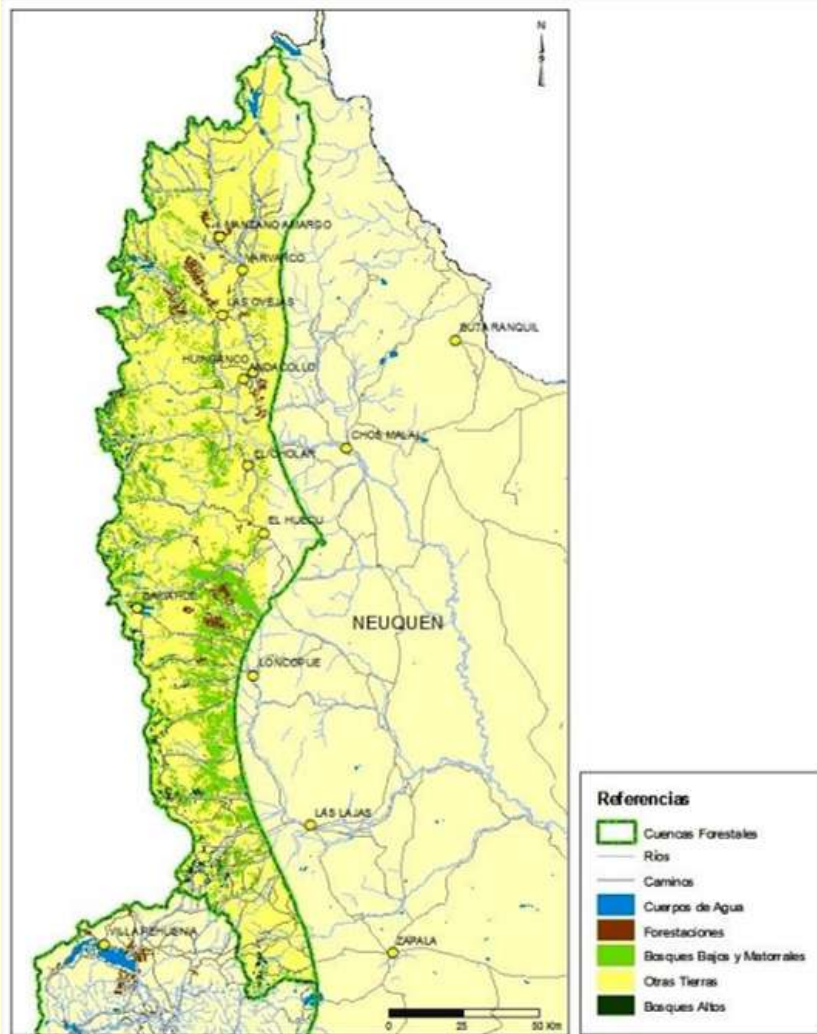 N
MANZANO AMARGO
VARVARCO
LAS OVEJAS
BUTA RANQUIL
HUINGANCO
ANDACOLLO
CHOS MALAL
EL CHOLAR
EL HUECU
NEUQUEN
LONCOPUE
LAS LAJAS
VILLA PEHUENIA
ZAPALA
0 25 50 Km
Referencias
Cuencas Forestales
Ríos
Caminos
Cuerpos de Agua
Forestaciones
Bosques Bajos y Matorrales
Otras Tierras
Bosques Altos